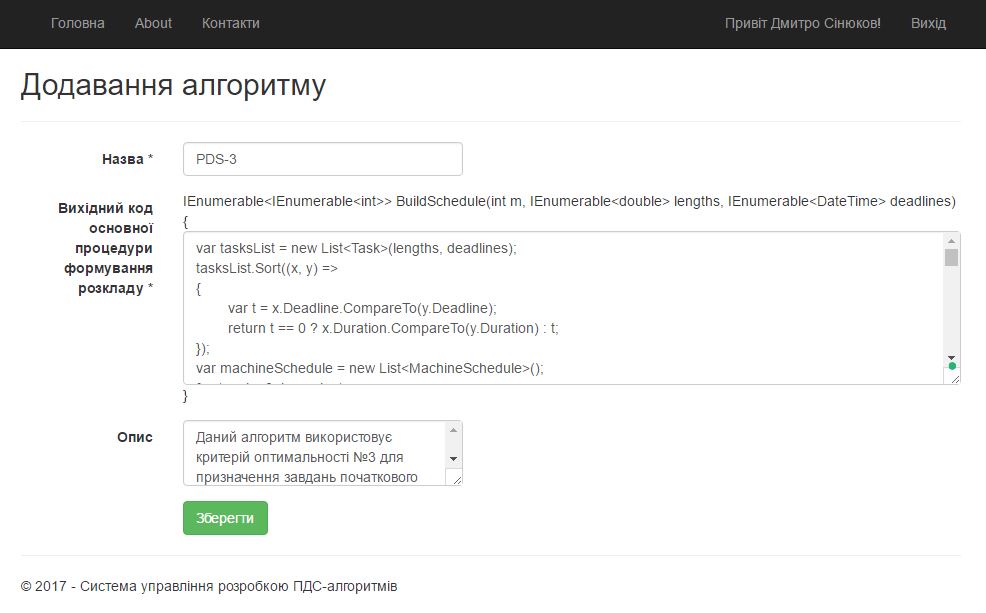 Головна About Контакти Привіт Дмитро Сінюков! Вихід
Додавання алгоритму
Назва * PDS-3
Вихідний код основної процедури формування розкладу *
IEnumerable<IEnumerable<int>> BuildSchedule(int m, IEnumerable<double> lengths, IEnumerable<DateTime> deadlines)
{
var tasksList = new List<Task>(lengths, deadlines);
tasksList.Sort((x, y) =>
{
var t = x.Deadline.CompareTo(y.Deadline);
return t == 0 ? x.Duration.CompareTo(y.Duration) : t;
});
var machineSchedule = new List<MachineSchedule>();
}
Опис
Даний алгоритм використовує
критерій оптимальності №3 для
призначення завдань початкового
Зберегти
© 2017 - Система управління розробкою ПДС-алгоритмів